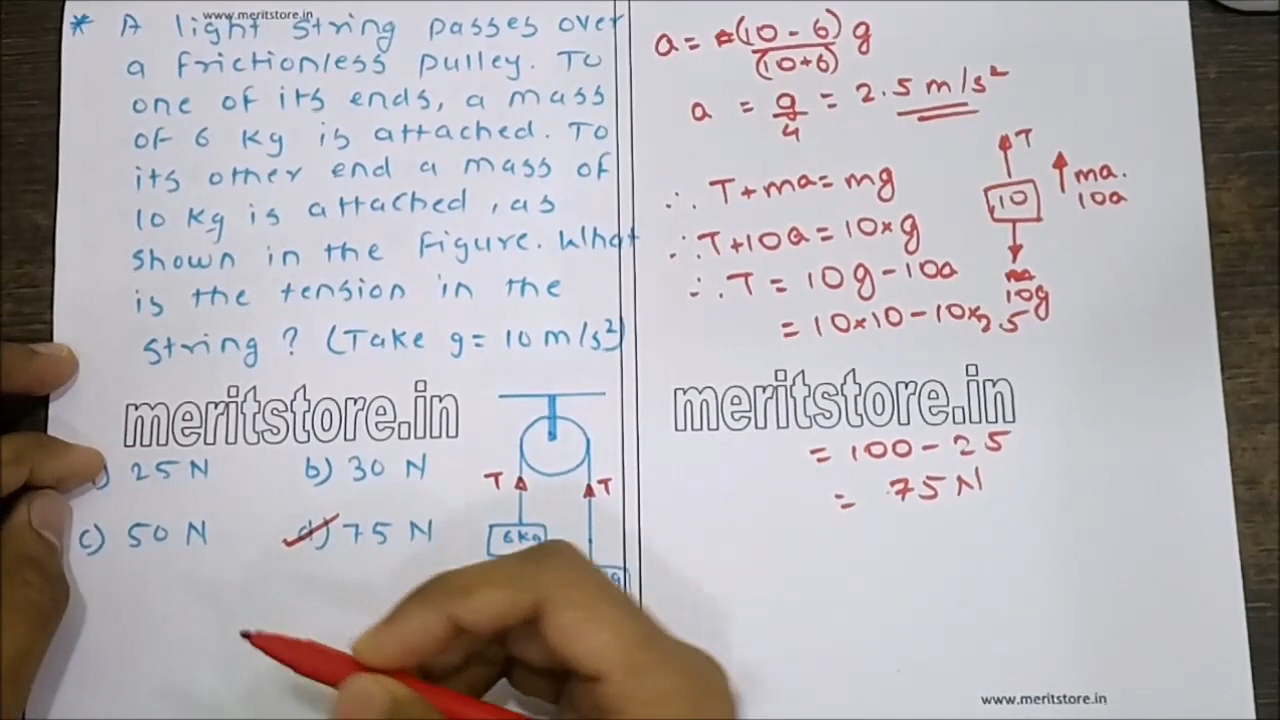 www.meritstore.in
* A light string passes over
a frictionless pulley. To
one of its ends, a mass
of 6 Kg is attached. To
its other end a mass of
10 Kg is attached, as
shown in the Figure. What
is the tension in the
string? (Take g = 10 m/s²)
meritstore.in
25 N b) 30 N
c) 50 N d) 75 N
T T
6Kg
a = (10 - 6) g
(10+6)
a = g/4 = 2.5 m/s²
T
10
ma.
10a
10g
∴ T + ma = mg
∴ T + 10a = 10×g
∴ T = 10g - 10a
= 10×10 - 10×2.5
meritstore.in
= 100 - 25
= 75 N
www.meritstore.in